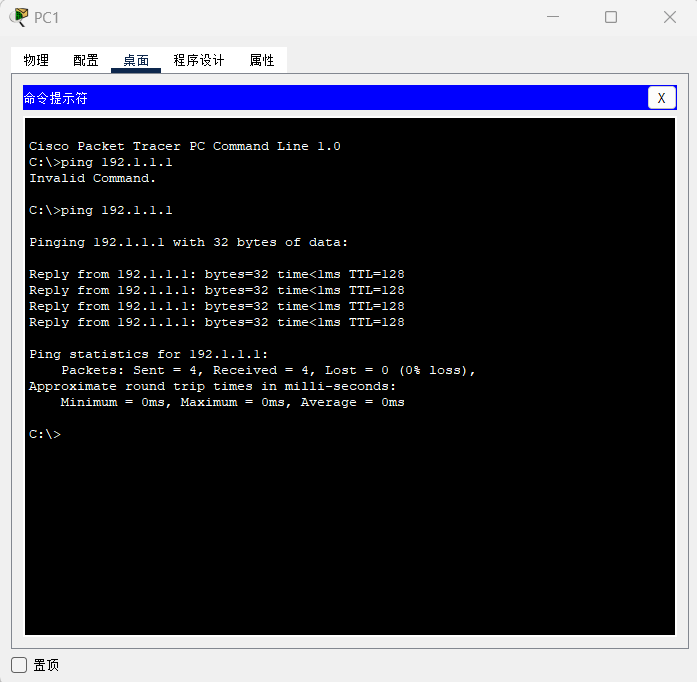 PC1
物理 配置 桌面 程序设计 属性
命令提示符 X
Cisco Packet Tracer PC Command Line 1.0
C:\>ping 192.1.1.1
Invalid Command.
C:\>ping 192.1.1.1
Pinging 192.1.1.1 with 32 bytes of data:
Reply from 192.1.1.1: bytes=32 time<1ms TTL=128
Reply from 192.1.1.1: bytes=32 time<1ms TTL=128
Reply from 192.1.1.1: bytes=32 time<1ms TTL=128
Reply from 192.1.1.1: bytes=32 time<1ms TTL=128
Ping statistics for 192.1.1.1:
Packets: Sent = 4, Received = 4, Lost = 0 (0% loss),
Approximate round trip times in milli-seconds:
Minimum = 0ms, Maximum = 0ms, Average = 0ms
C:\>
置顶